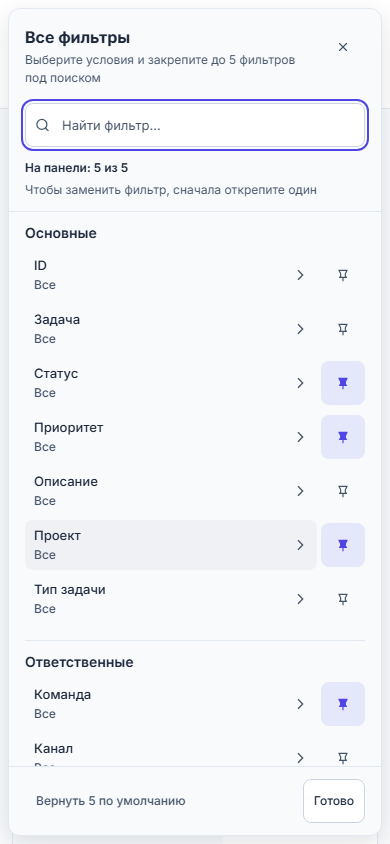 Все фильтры
Выберите условия и закрепите до 5 фильтров
под поиском
Найти фильтр...
На панели: 5 из 5
Чтобы заменить фильтр, сначала открепите один
Основные
ID
Все
Задача
Все
Статус
Все
Приоритет
Все
Описание
Все
Проект
Все
Тип задачи
Все
Ответственные
Команда
Все
Канал
Вернуть 5 по умолчанию
Готово